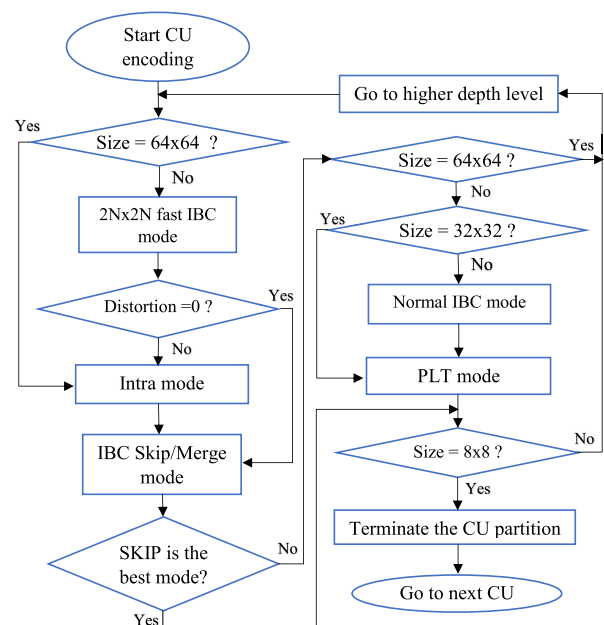 Start CU
encoding
Go to higher depth level
Yes
Size = 64x64 ?
No
2Nx2N fast IBC
mode
Distortion =0 ?
Yes
No
Intra mode
IBC Skip/Merge
mode
SKIP is the
best mode?
No
Yes
Size = 64x64 ?
Yes
No
Yes
Size = 32x32 ?
No
Normal IBC mode
PLT mode
Size = 8x8 ?
No
Yes
Terminate the CU partition
Go to next CU